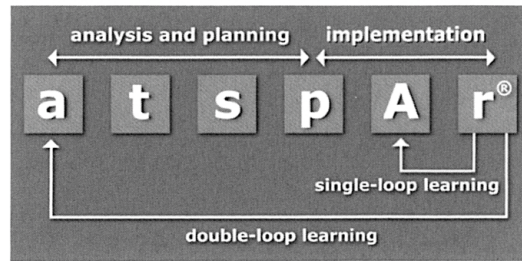 analysis and planning implementation
a t s p A r®
single-loop learning
double-loop learning